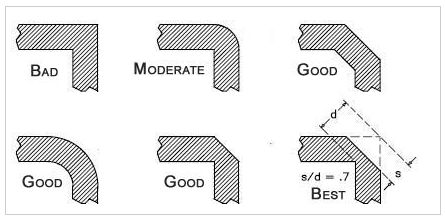 BAD
MODERATE
GOOD
GOOD
GOOD
d
s
s/d = .7
BEST